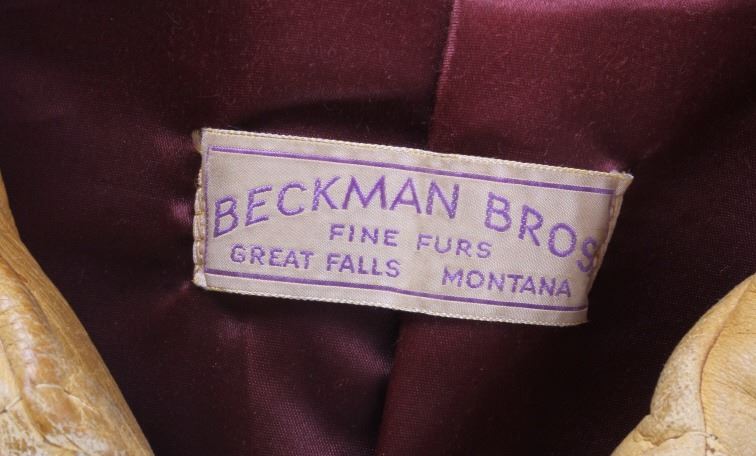 BECKMAN BROS.
FINE FURS
GREAT FALLS MONTANA